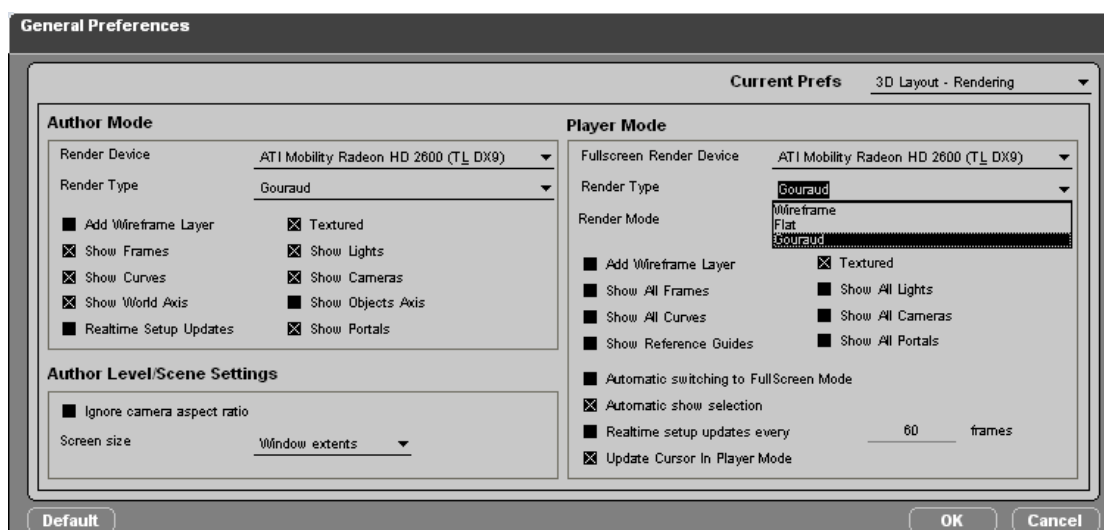 General Preferences
Current Prefs 3D Layout - Rendering
Author Mode
Render Device ATI Mobility Radeon HD 2600 (TL DX9)
Render Type Gouraud
Add Wireframe Layer Textured
Show Frames Show Lights
Show Curves Show Cameras
Show World Axis Show Objects Axis
Realtime Setup Updates Show Portals
Author Level/Scene Settings
Ignore camera aspect ratio
Screen size Window extents
Player Mode
Fullscreen Render Device ATI Mobility Radeon HD 2600 (TL DX9)
Render Type Gouraud
Wireframe
Render Mode Flat
Gouraud
Add Wireframe Layer Textured
Show All Frames Show All Lights
Show All Curves Show All Cameras
Show Reference Guides Show All Portals
Automatic switching to FullScreen Mode
Automatic show selection
Realtime setup updates every 60 frames
Update Cursor In Player Mode
Default OK Cancel